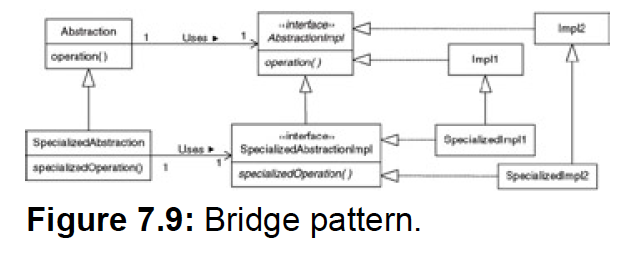 Abstraction
operation()
1 Uses ► 1
‹‹interface››
AbstractionImpl
operation()
Impl2
Impl1
SpecializedAbstraction
specializedOperation()
1 Uses ► 1
‹‹interface››
SpecializedAbstractionImpl
specializedOperation()
SpecializedImpl1
SpecializedImpl2
Figure 7.9: Bridge pattern.